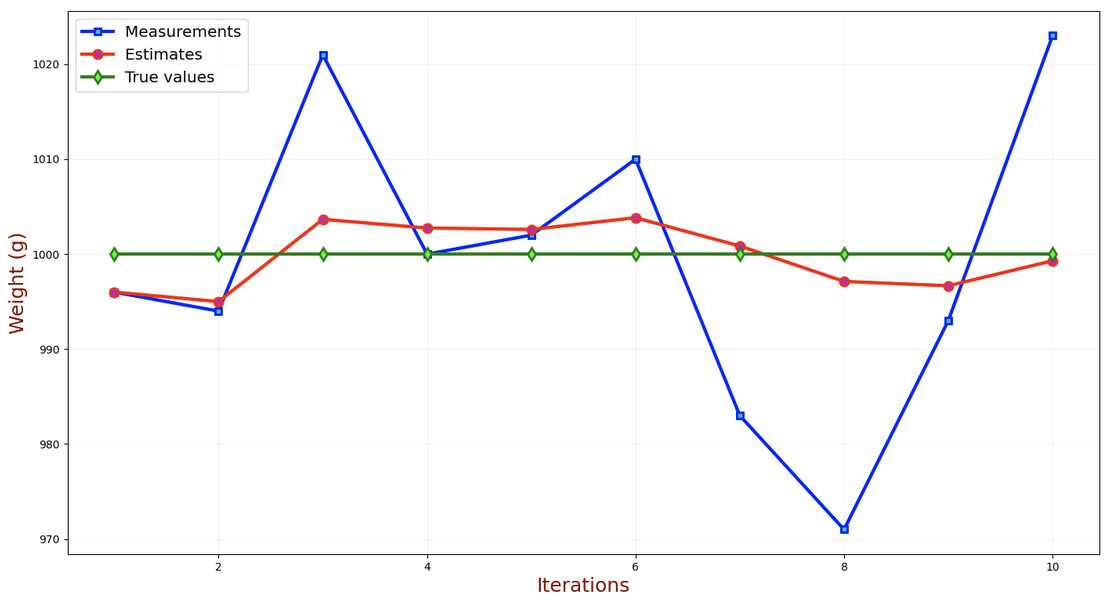 Measurements
Estimates
True values
1020
1010
1000
990
980
970
Weight (g)
2 4 6 8 10
Iterations